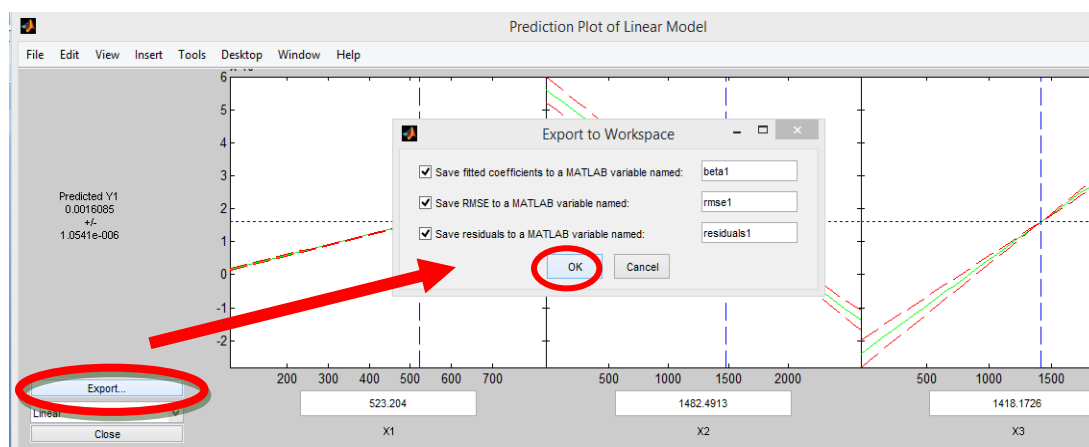 Prediction Plot of Linear Model
File Edit View Insert Tools Desktop Window Help
6
5
4
3
2
1
0
-1
-2
Predicted Y1
0.0016085
+/-
1.0541e-006
Export to Workspace
Save fitted coefficients to a MATLAB variable named: beta1
Save RMSE to a MATLAB variable named: rmse1
Save residuals to a MATLAB variable named: residuals1
OK Cancel
200 300 400 500 600 700 500 1000 1500 2000 500 1000 1500
Export...
Linear
Close
523.204 1482.4913 1418.1726
X1 X2 X3